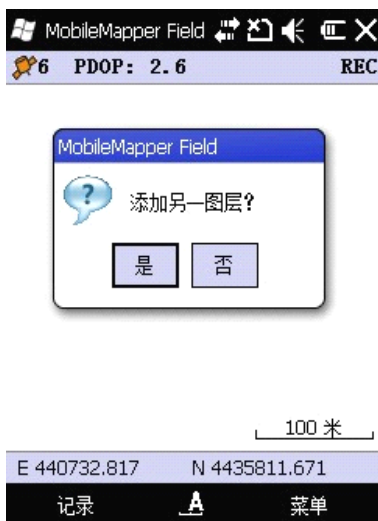 MobileMapper Field
6 PDOP: 2.6 REC
MobileMapper Field
添加另一图层?
是 否
100 米
E 440732.817 N 4435811.671
记录 A 菜单